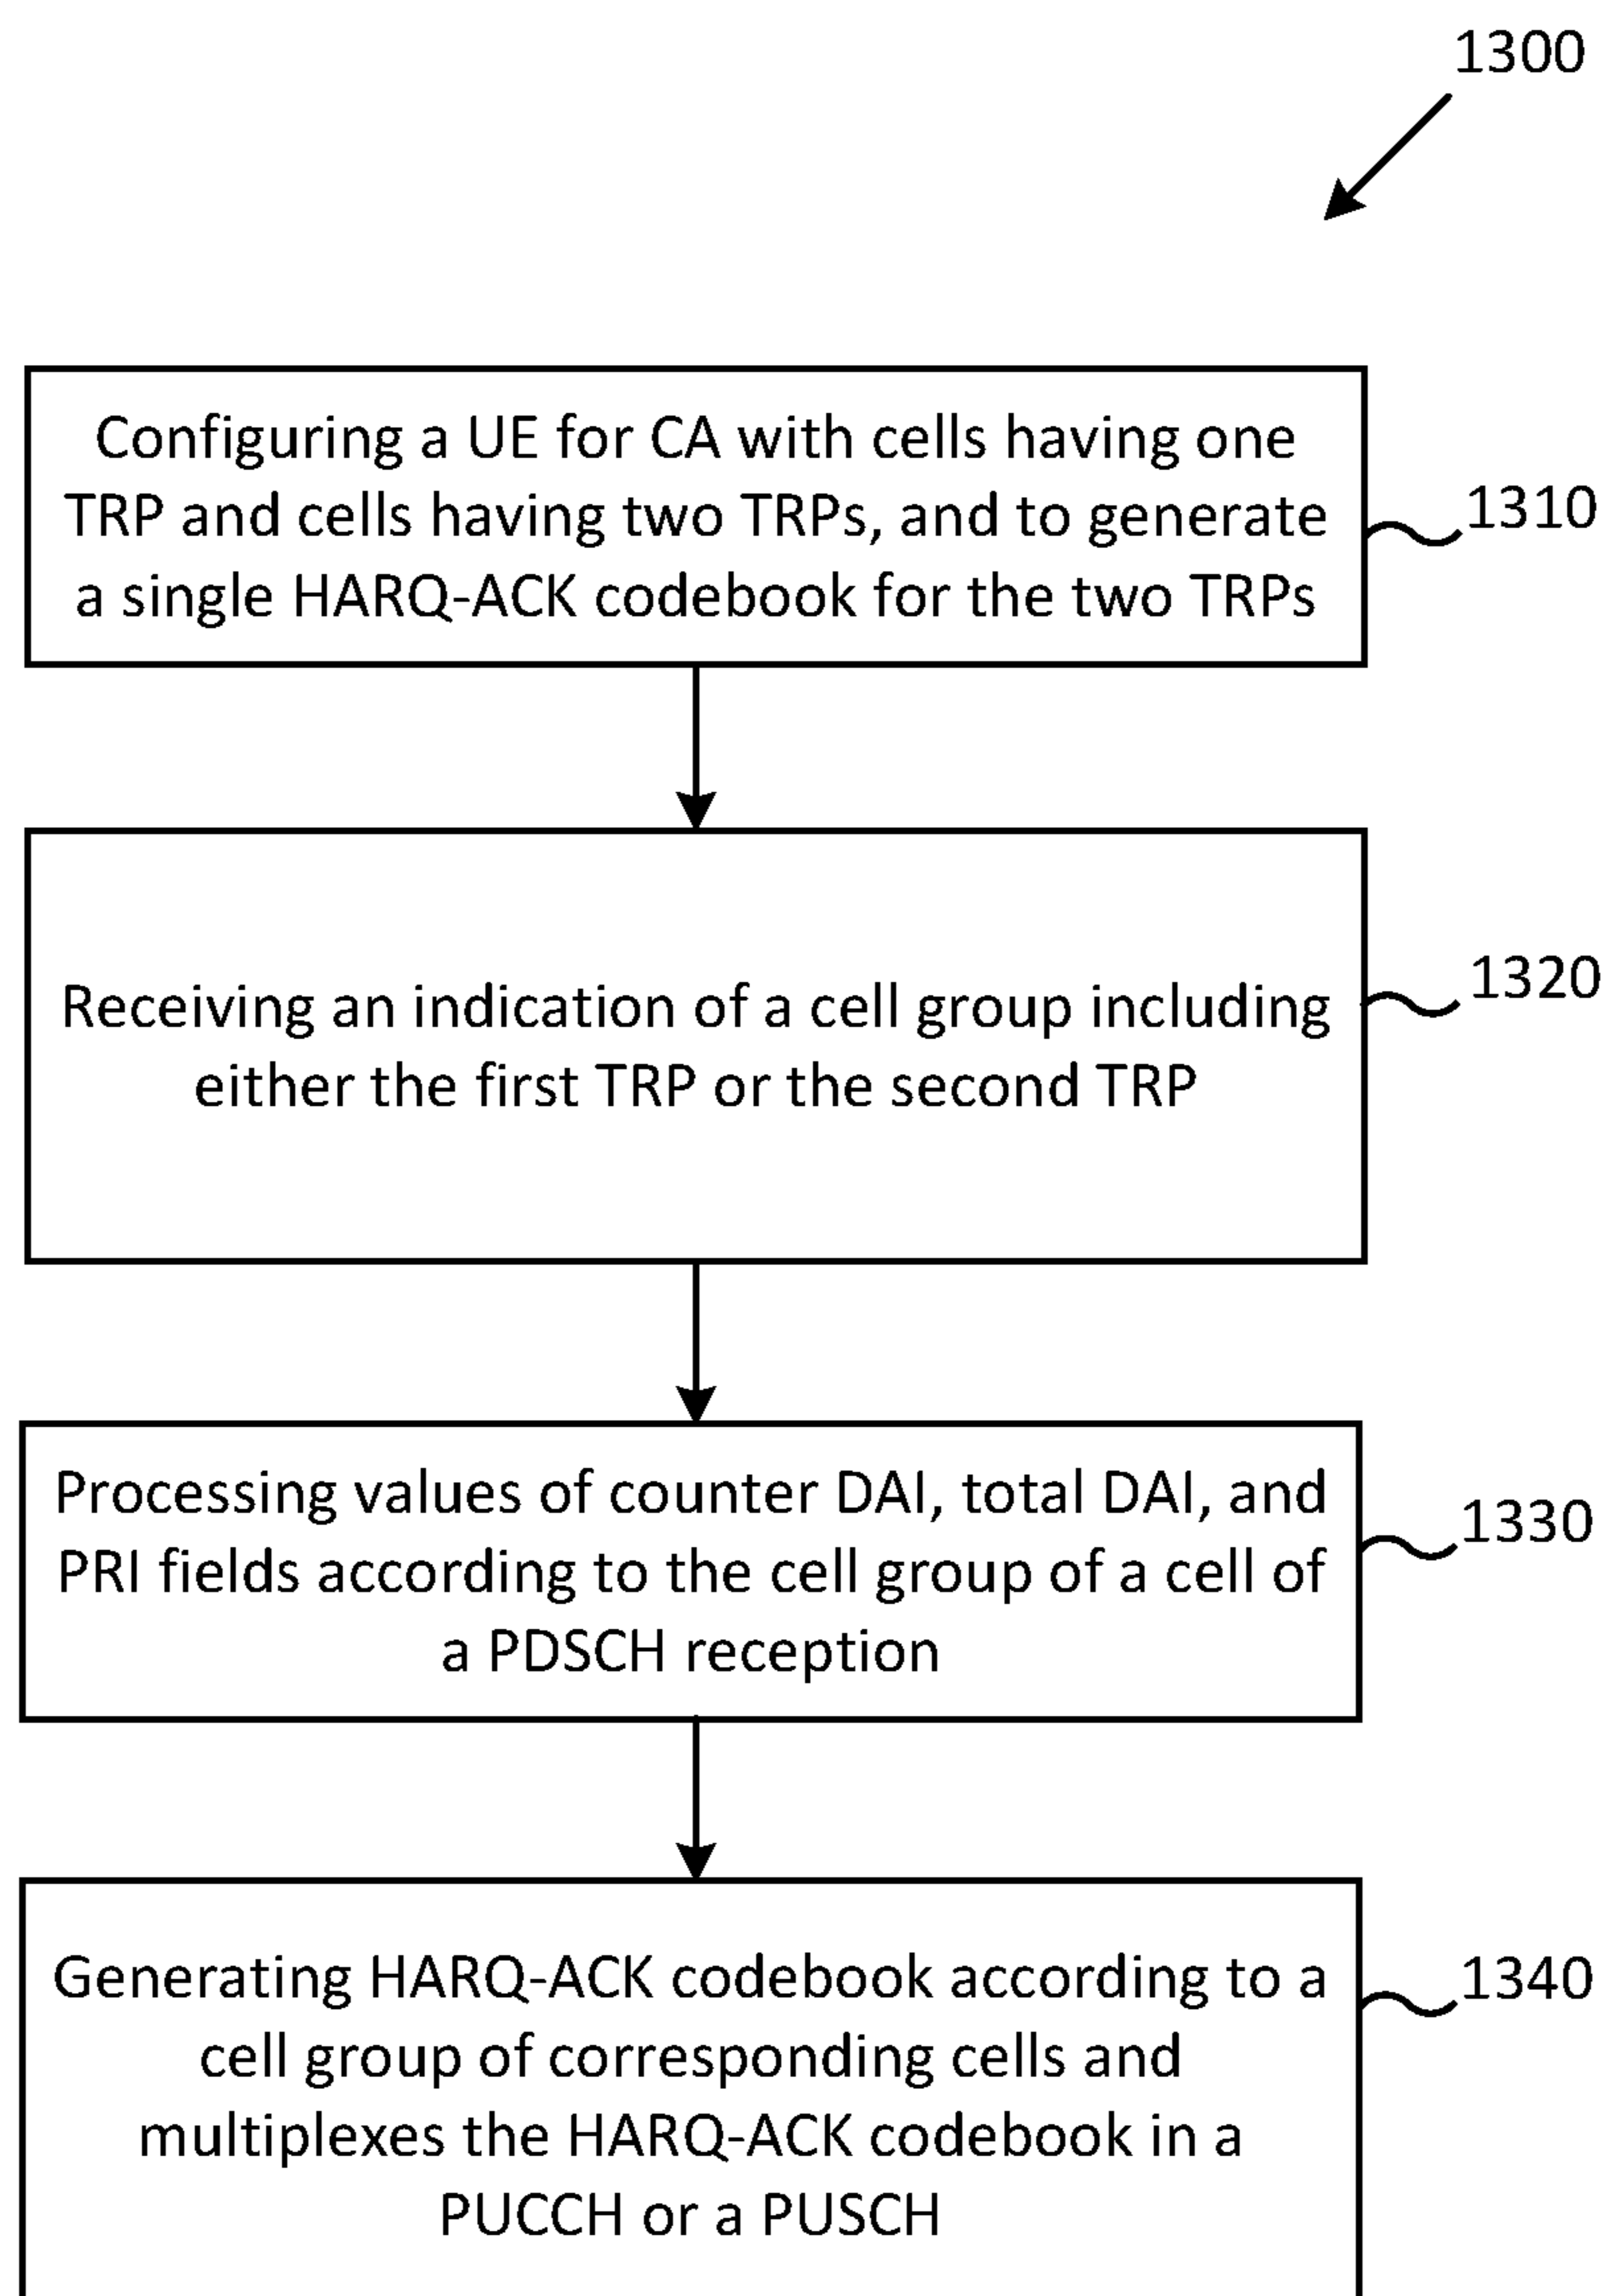 1300
Configuring a UE for CA with cells having one
TRP and cells having two TRPs, and to generate
a single HARQ-ACK codebook for the two TRPs
1310
Receiving an indication of a cell group including
either the first TRP or the second TRP
1320
Processing values of counter DAI, total DAI, and
PRI fields according to the cell group of a cell of
a PDSCH reception
1330
Generating HARQ-ACK codebook according to a
cell group of corresponding cells and
multiplexes the HARQ-ACK codebook in a
PUCCH or a PUSCH
1340